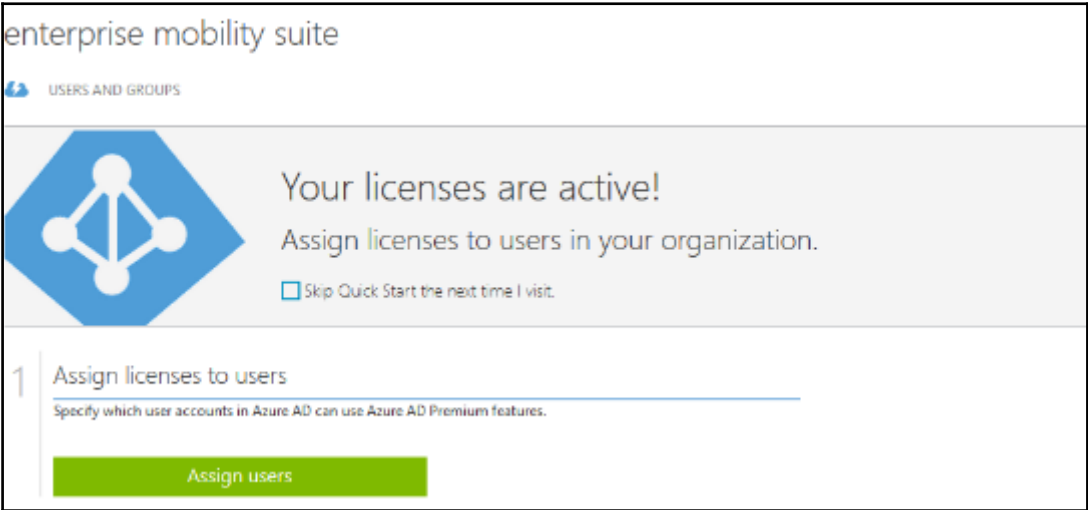 enterprise mobility suite
USERS AND GROUPS
Your licenses are active!
Assign licenses to users in your organization.
Skip Quick Start the next time I visit.
1
Assign licenses to users
Specify which user accounts in Azure AD can use Azure AD Premium features.
Assign users